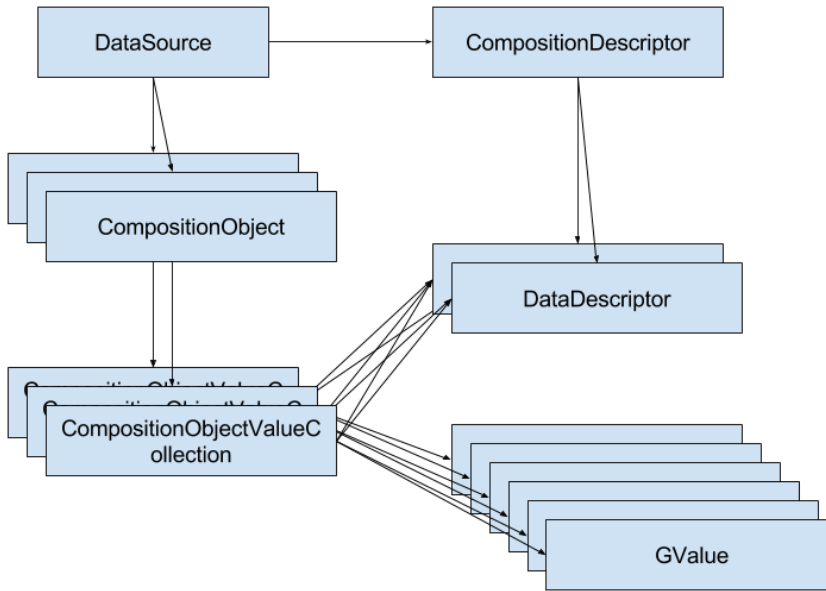 DataSource
CompositionDescriptor
CompositionObject
DataDescriptor
CompositionObjectValueC
ollection
GValue